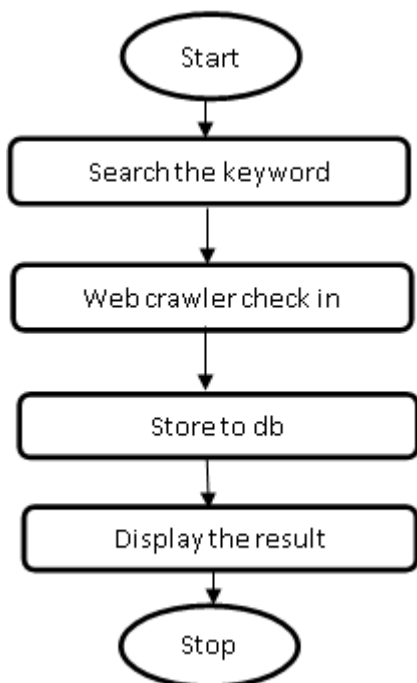 Start
Search the keyword
Web crawler check in
Store to db
Display the result
Stop